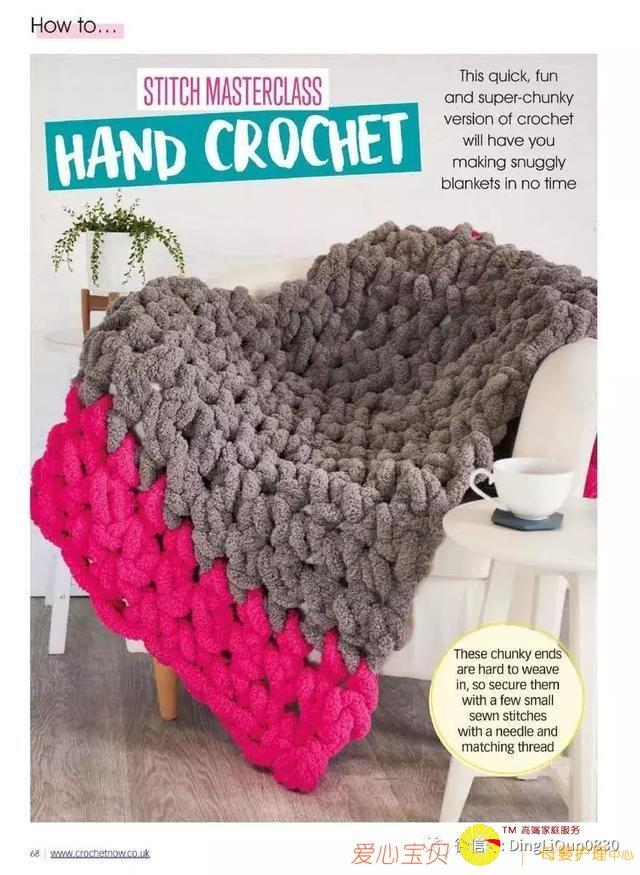 How to...
STITCH MASTERCLASS
HAND CROCHET
This quick, fun
and super-chunky
version of crochet
will have you
making snuggly
blankets in no time
These chunky ends
are hard to weave
in, so secure them
with a few small
sewn stitches
with a needle and
matching thread
68 | www.crochetnow.co.uk
微信号: DingLiQun0830
TM 高端家庭服务
爱心宝贝 | 母婴护理中心